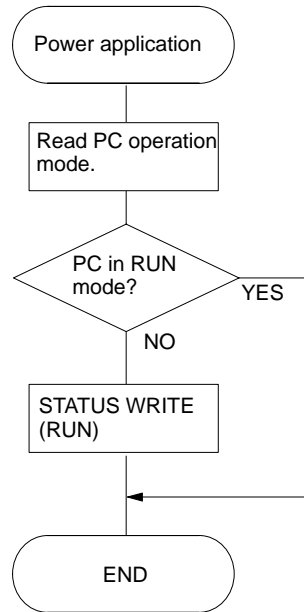 Power application
Read PC operation
mode.
PC in RUN
mode?
YES
NO
STATUS WRITE
(RUN)
END